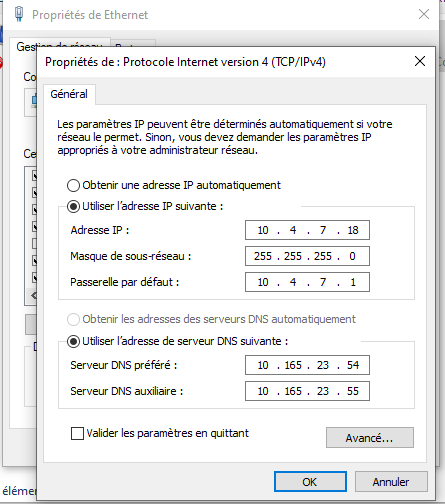 Propriétés de Ethernet
Gestion de réseau
Propriétés de : Protocole Internet version 4 (TCP/IPv4)
Général
Les paramètres IP peuvent être déterminés automatiquement si votre
réseau le permet. Sinon, vous devez demander les paramètres IP
appropriés à votre administrateur réseau.
Obtenir une adresse IP automatiquement
Utiliser l'adresse IP suivante :
Adresse IP : 10 . 4 . 7 . 18
Masque de sous-réseau : 255 . 255 . 255 . 0
Passerelle par défaut : 10 . 4 . 7 . 1
Obtenir les adresses des serveurs DNS automatiquement
Utiliser l'adresse de serveur DNS suivante :
Serveur DNS préféré : 10 . 165 . 23 . 54
Serveur DNS auxiliaire : 10 . 165 . 23 . 55
Valider les paramètres en quittant
Avancé...
OK
Annuler